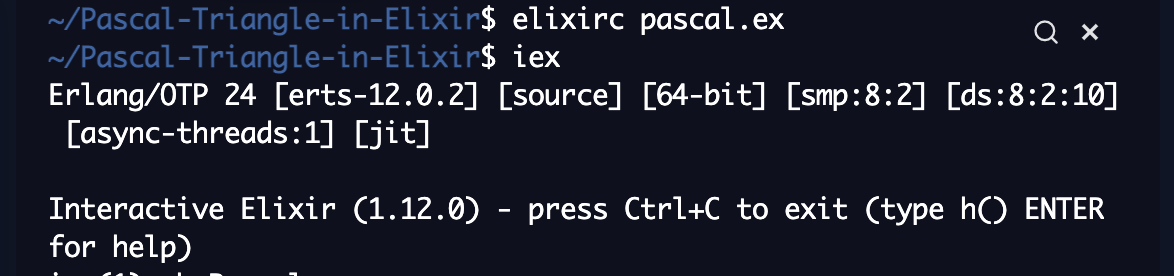 ~/Pascal-Triangle-in-Elixir$ elixirc pascal.ex
~/Pascal-Triangle-in-Elixir$ iex
Erlang/OTP 24 [erts-12.0.2] [source] [64-bit] [smp:8:2] [ds:8:2:10]
[async-threads:1] [jit]
Interactive Elixir (1.12.0) - press Ctrl+C to exit (type h() ENTER
for help)